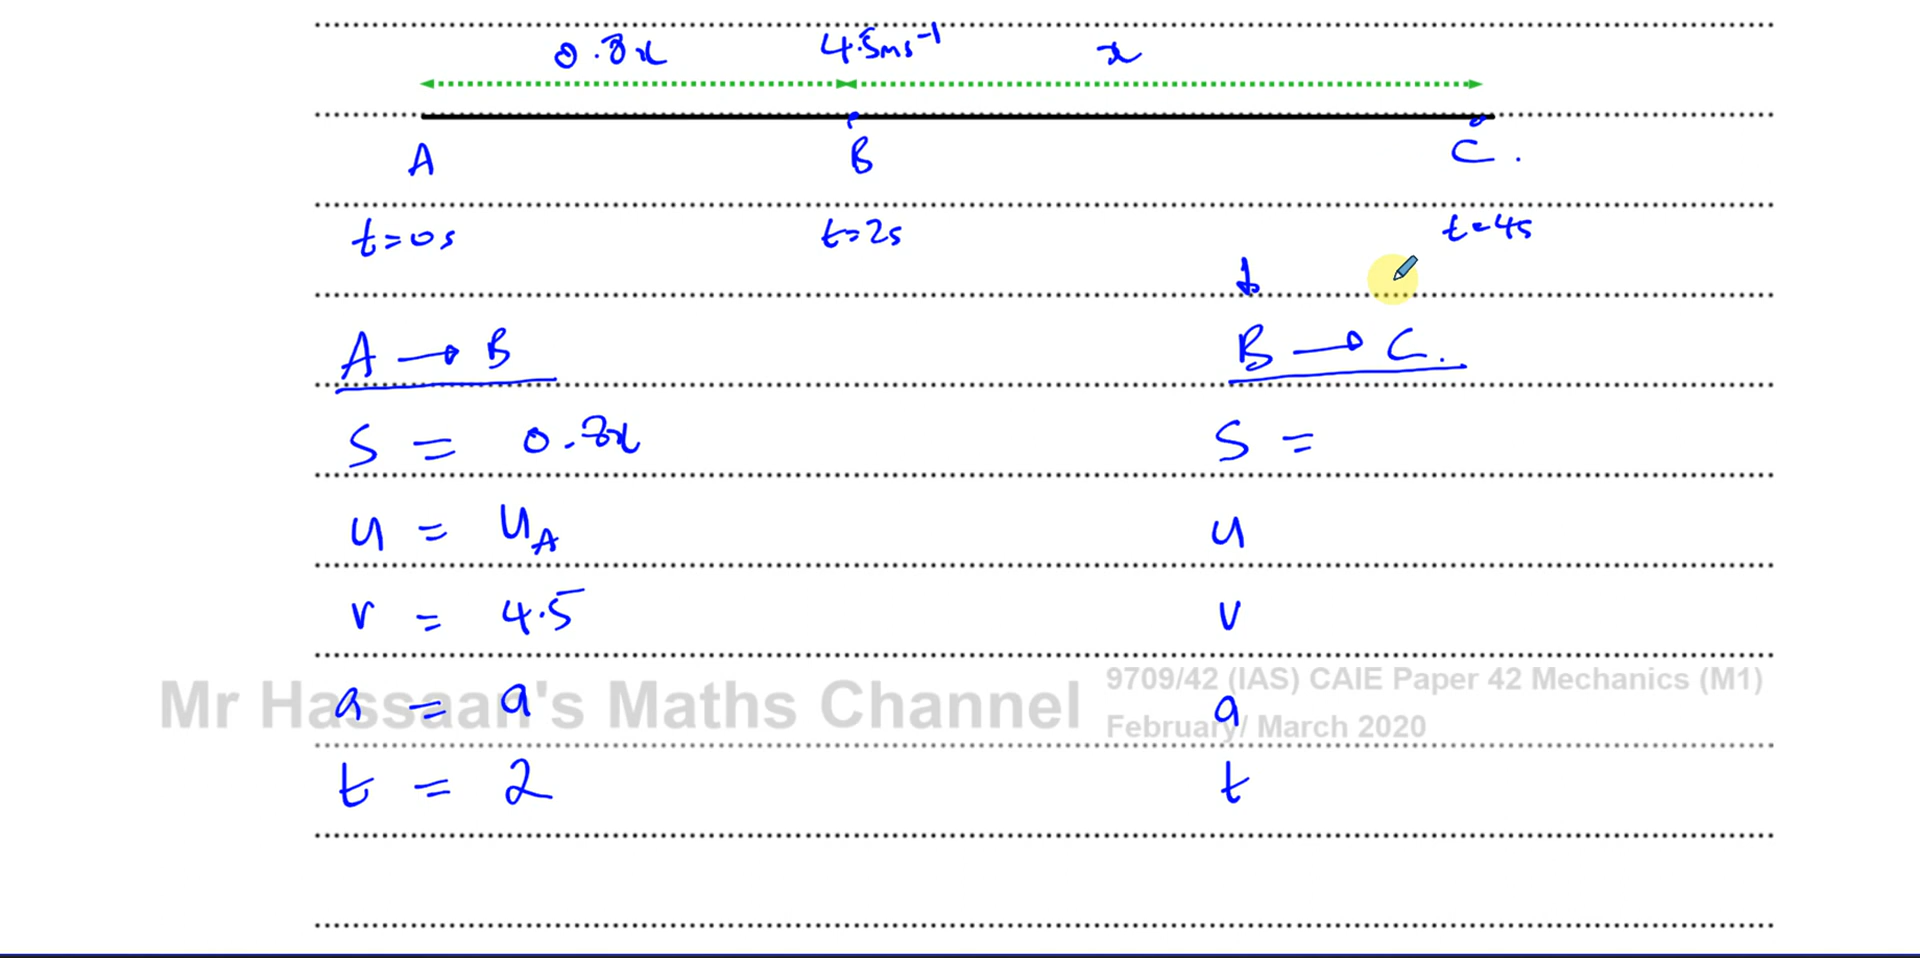 0.8x 4.5ms⁻¹ x
A B C.
t=0s t=2s t=4s
A → B B → C.
S = 0.8x S =
u = u_A u
v = 4.5 v
Mr Hassaan's Maths Channel 9709/42 (IAS) CAIE Paper 42 Mechanics (M1)
February/ March 2020
a = a a
t = 2 t